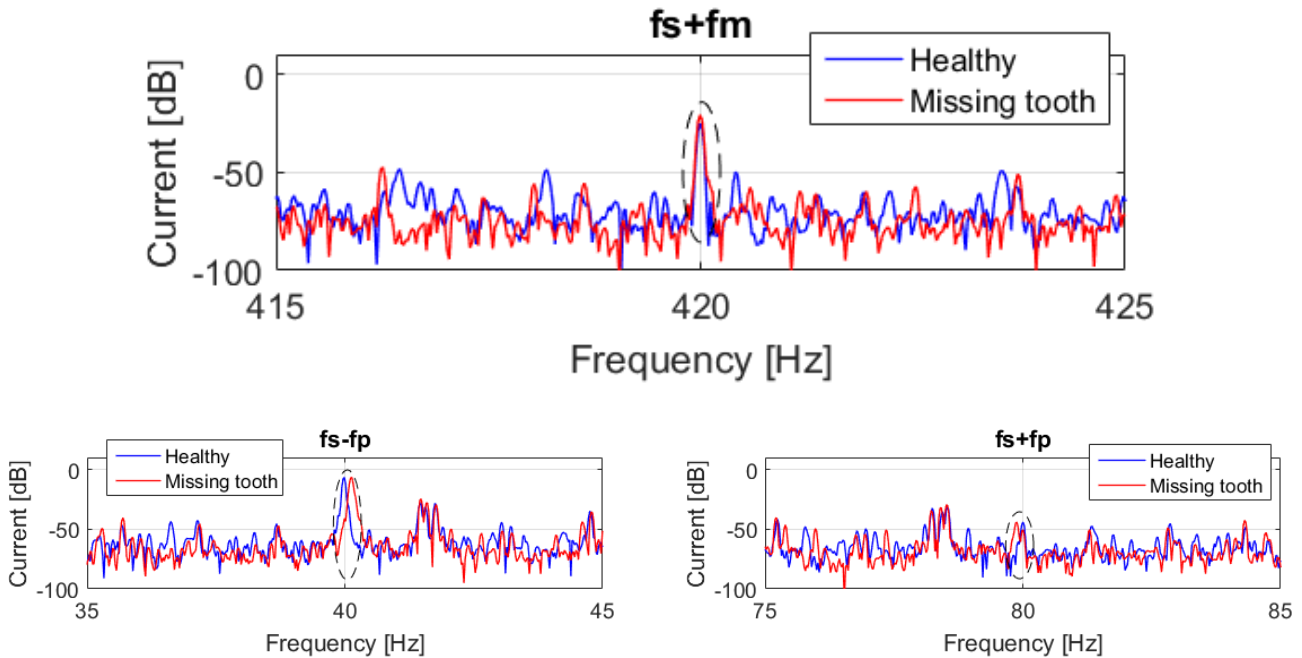 fs+fm
Healthy
Missing tooth
Current [dB]
0
-50
-100
415
420
425
Frequency [Hz]
fs-fp
Healthy
Missing tooth
Current [dB]
0
-50
-100
35
40
45
Frequency [Hz]
fs+fp
Healthy
Missing tooth
Current [dB]
0
-50
-100
75
80
85
Frequency [Hz]